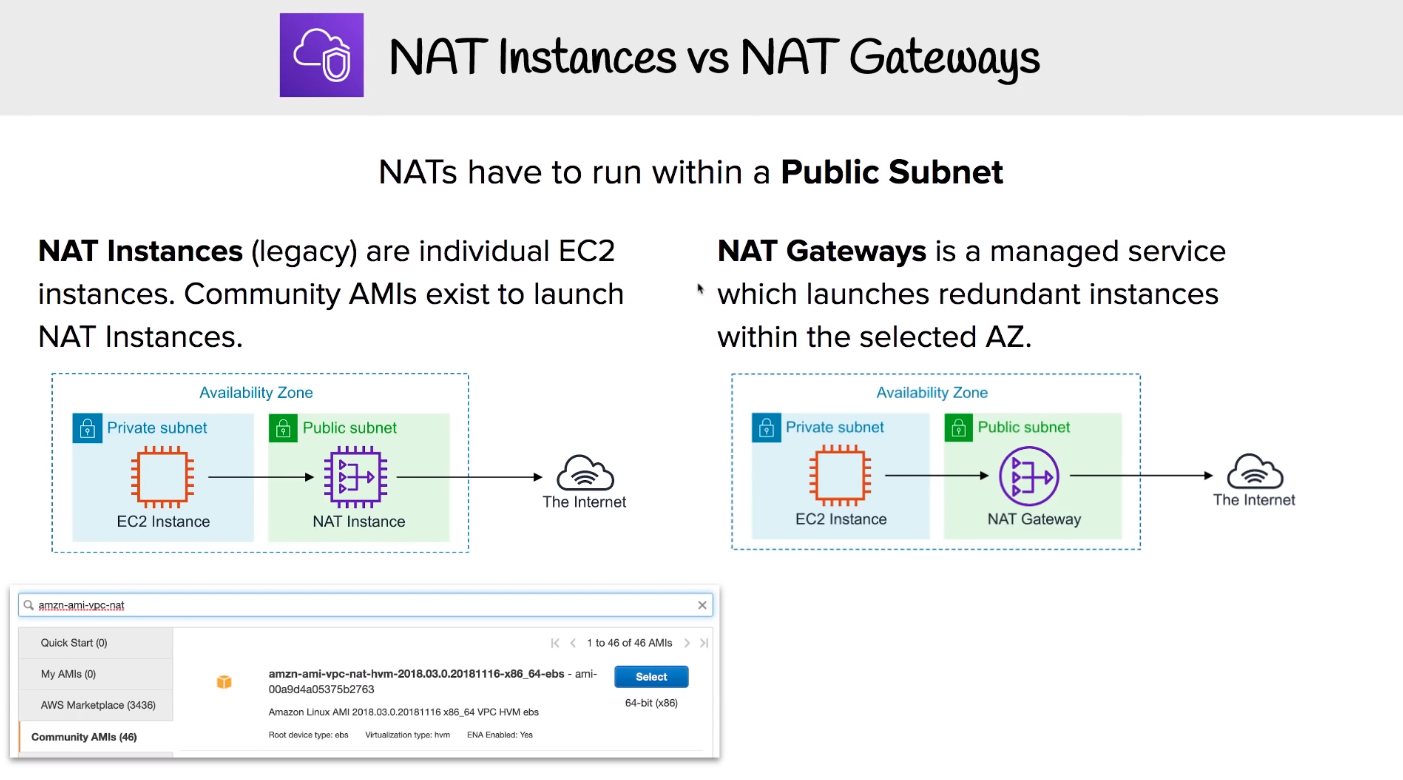 NAT Instances vs NAT Gateways
NATs have to run within a Public Subnet
NAT Instances (legacy) are individual EC2
instances. Community AMIs exist to launch
NAT Instances.
Availability Zone
Private subnet
Public subnet
EC2 Instance
NAT Instance
The Internet
NAT Gateways is a managed service
which launches redundant instances
within the selected AZ.
Availability Zone
Private subnet
Public subnet
EC2 Instance
NAT Gateway
The Internet
amzn-ami-vpc-nat
Quick Start (0)
My AMIs (0)
AWS Marketplace (3436)
Community AMIs (46)
1 to 46 of 46 AMIs
amzn-ami-vpc-nat-hvm-2018.03.0.20181116-x86_64-ebs - ami-
00a9d4a05375b2763
Amazon Linux AMI 2018.03.0.20181116 x86_64 VPC HVM ebs
Root device type: ebs Virtualization type: hvm ENA Enabled: Yes
Select
64-bit (x86)